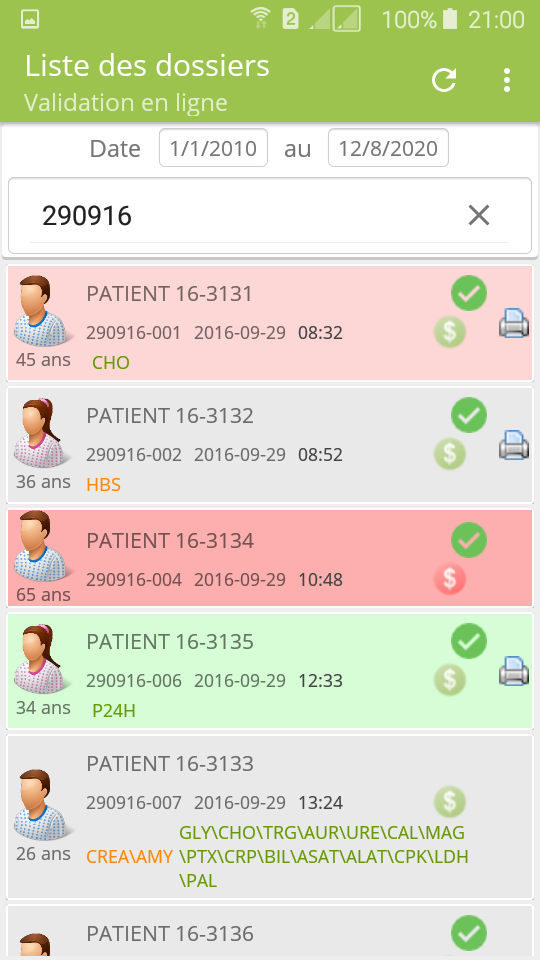 2 100% 21:00
Liste des dossiers
Validation en ligne
Date 1/1/2010 au 12/8/2020
290916
PATIENT 16-3131
290916-001 2016-09-29 08:32
45 ans CHO
PATIENT 16-3132
290916-002 2016-09-29 08:52
36 ans HBS
PATIENT 16-3134
290916-004 2016-09-29 10:48
65 ans
PATIENT 16-3135
290916-006 2016-09-29 12:33
34 ans P24H
PATIENT 16-3133
290916-007 2016-09-29 13:24
GLY\CHO\TRG\AUR\URE\CAL\MAG
26 ans CREA\AMY \PTX\CRP\BIL\ASAT\ALAT\CPK\LDH
\PAL
PATIENT 16-3136